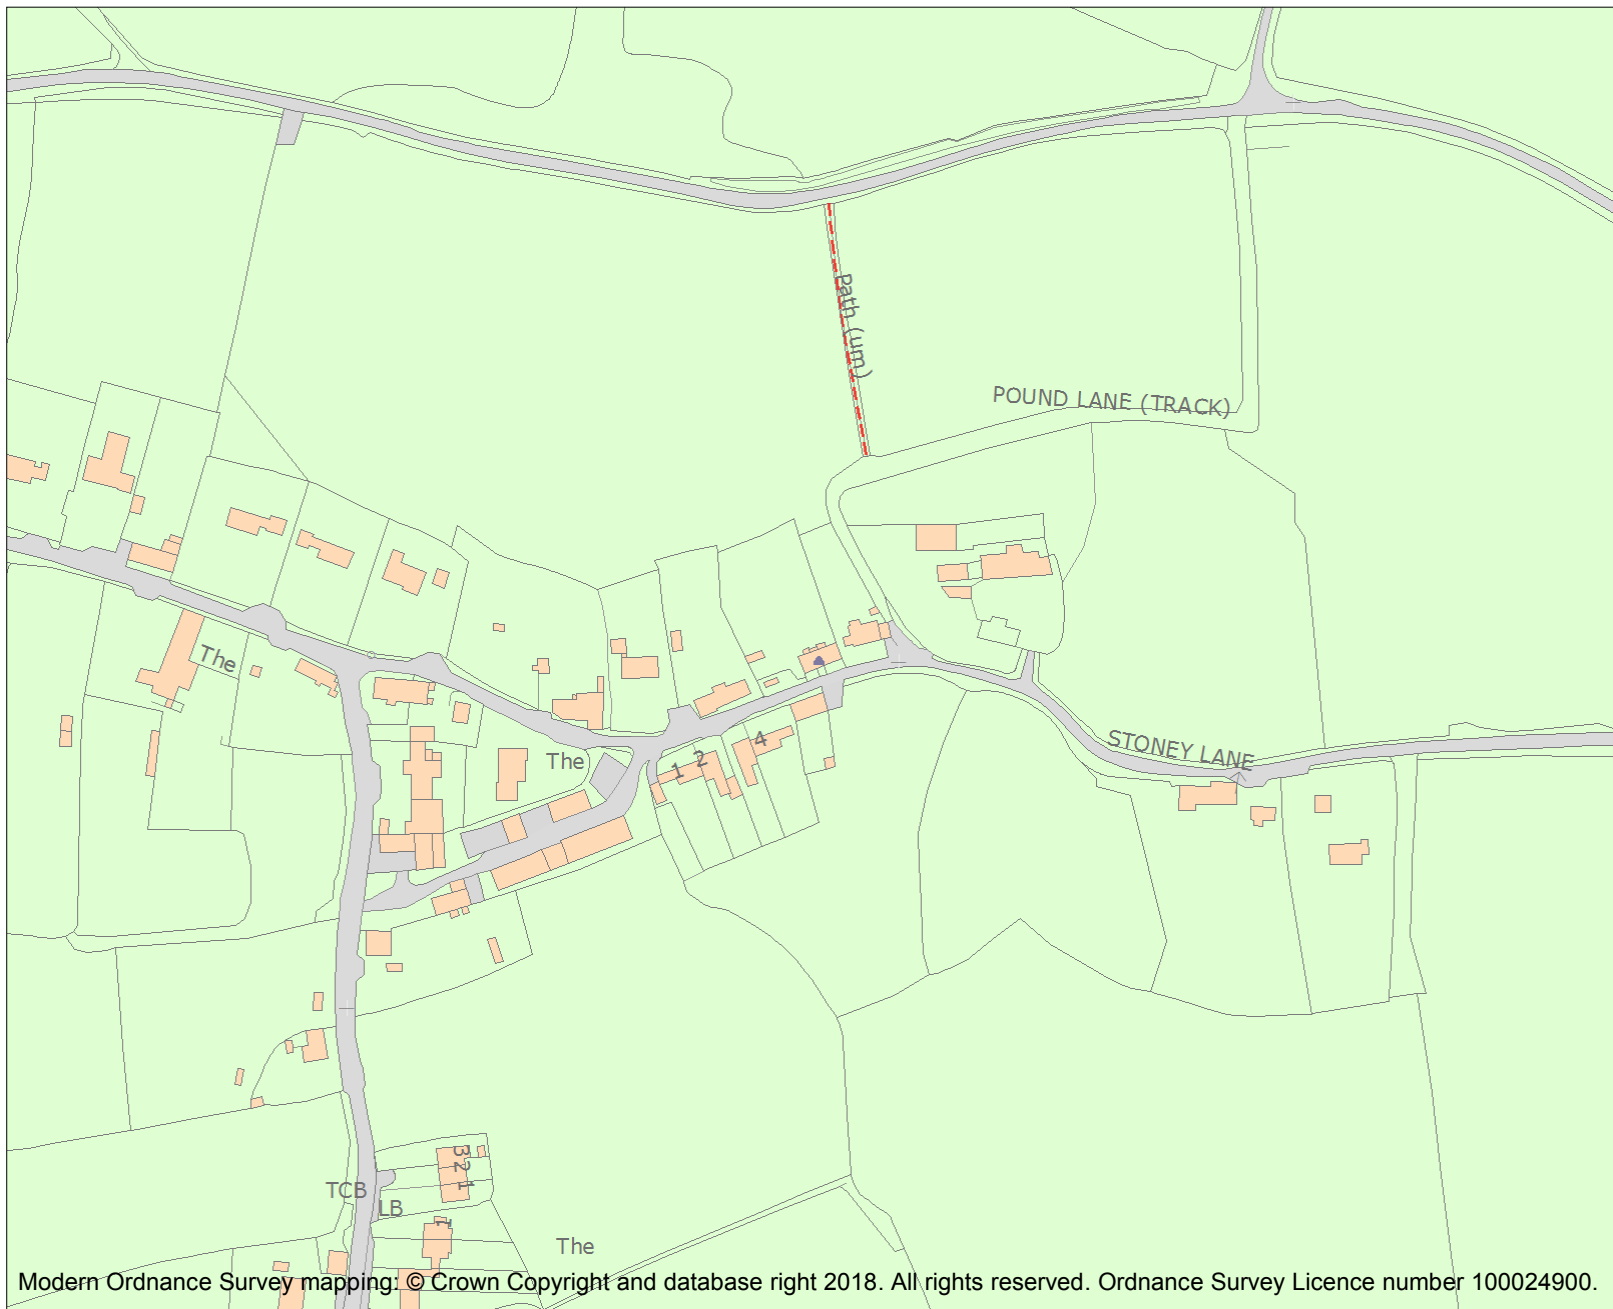 Path (um)
POUND LANE (TRACK)
The
STONEY LANE
4
2
1
The
3
2
1
TCB
LB
1
The
Modern Ordnance Survey mapping: © Crown Copyright and database right 2018. All rights reserved. Ordnance Survey Licence number 100024900.